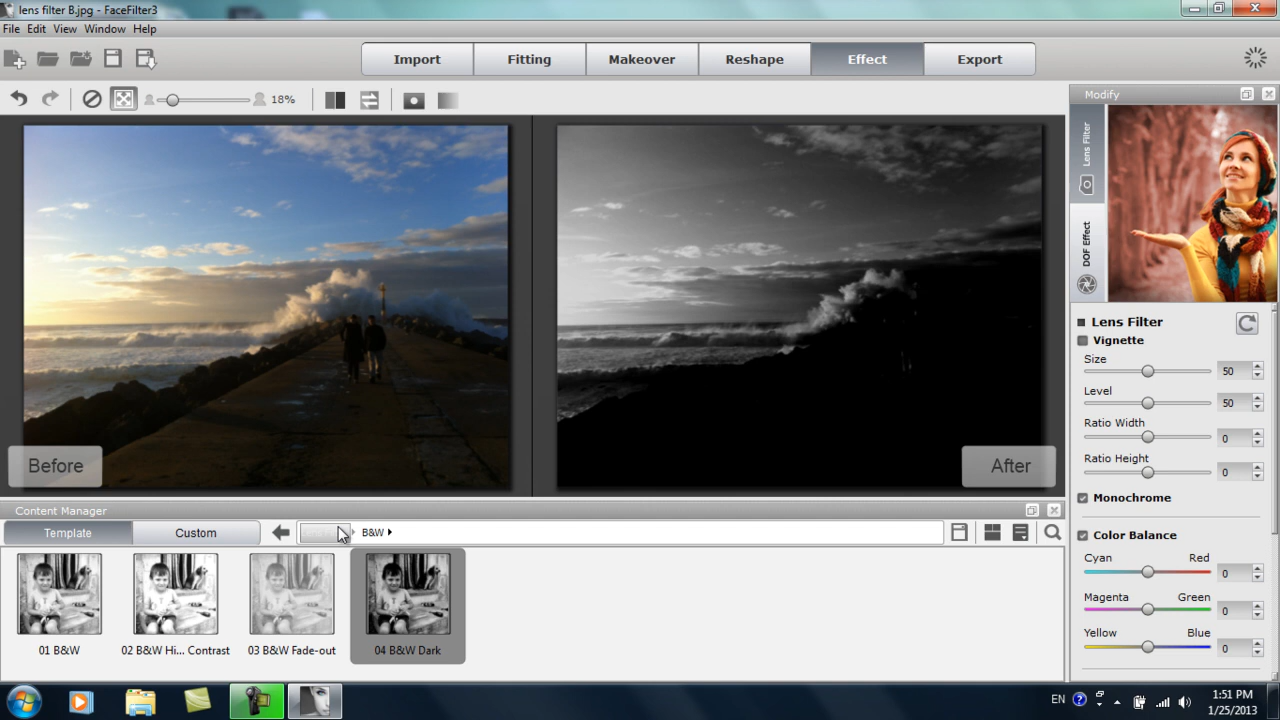 lens filter B.jpg - FaceFilter3
File Edit View Window Help
Import Fitting Makeover Reshape Effect Export
18%
Modify
Lens Filter
DOF Effect
Before
After
Lens Filter
Vignette
Size
50
Level
50
Ratio Width
0
Ratio Height
0
Monochrome
Color Balance
Cyan Red
0
Magenta Green
0
Yellow Blue
0
Content Manager
Template Custom
B&W
01 B&W
02 B&W Hi... Contrast
03 B&W Fade-out
04 B&W Dark
EN
1:51 PM
1/25/2013